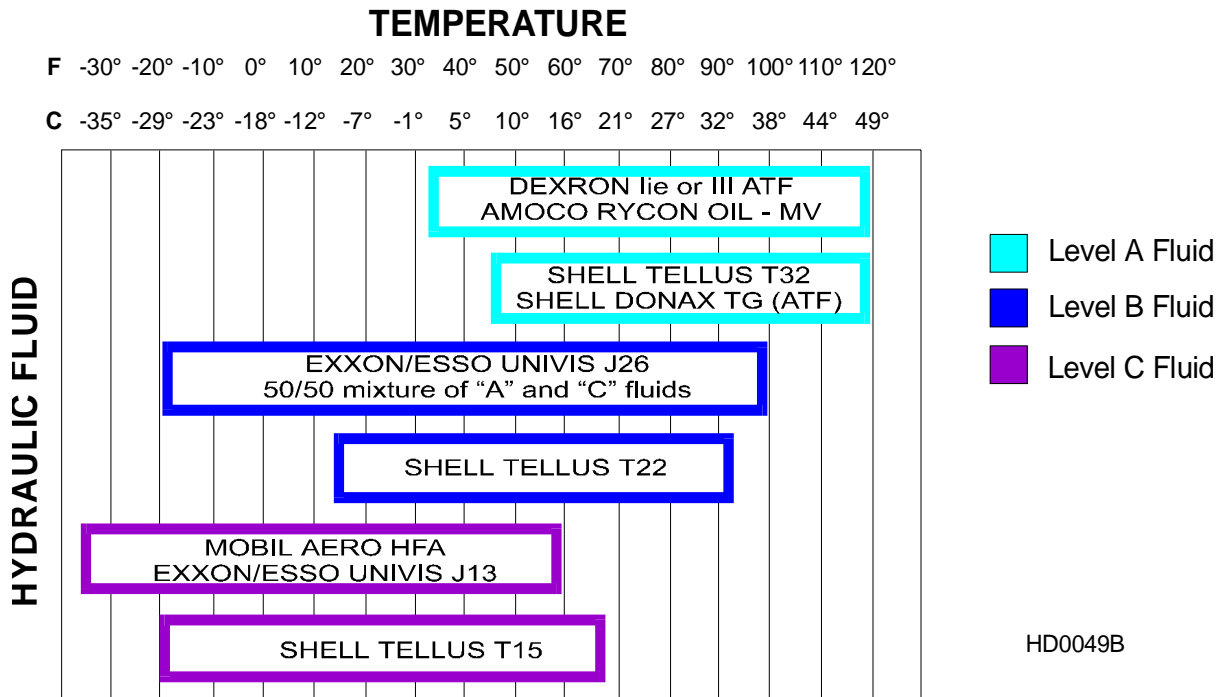 TEMPERATURE
F -30° -20° -10° 0° 10° 20° 30° 40° 50° 60° 70° 80° 90° 100° 110° 120°
C -35° -29° -23° -18° -12° -7° -1° 5° 10° 16° 21° 27° 32° 38° 44° 49°
HYDRAULIC FLUID
DEXRON IIe or III ATF
AMOCO RYCON OIL - MV
SHELL TELLUS T32
SHELL DONAX TG (ATF)
EXXON/ESSO UNIVIS J26
50/50 mixture of “A” and “C” fluids
SHELL TELLUS T22
MOBIL AERO HFA
EXXON/ESSO UNIVIS J13
SHELL TELLUS T15
Level A Fluid
Level B Fluid
Level C Fluid
HD0049B